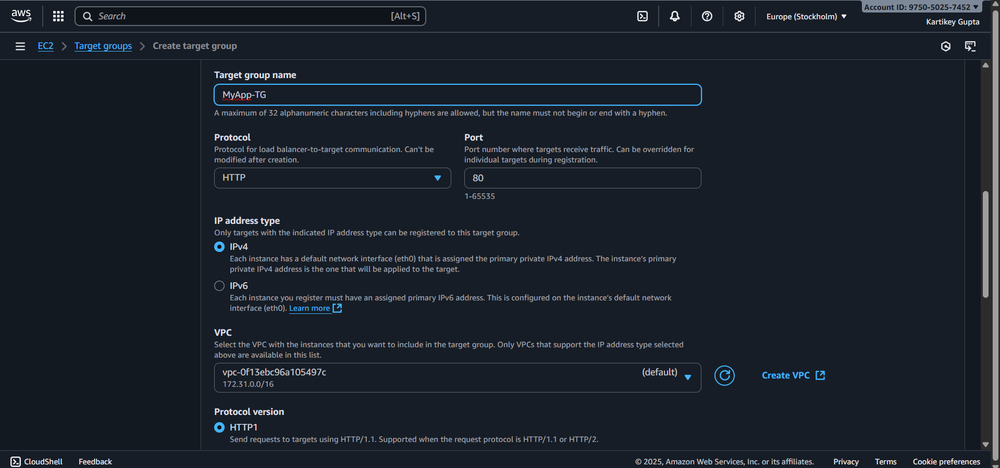 aws
Search
[Alt+S]
Europe (Stockholm)
Account ID: 9750-5025-7452
Kartikey Gupta
EC2
Target groups
Create target group
Target group name
MyApp-TG
A maximum of 32 alphanumeric characters including hyphens are allowed, but the name must not begin or end with a hyphen.
Protocol
Protocol for load balancer-to-target communication. Can't be
modified after creation.
HTTP
Port
Port number where targets receive traffic. Can be overridden for
individual targets during registration.
80
1-65535
IP address type
Only targets with the indicated IP address type can be registered to this target group.
IPv4
Each instance has a default network interface (eth0) that is assigned the primary private IPv4 address. The instance’s primary
private IPv4 address is the one that will be applied to the target.
IPv6
Each instance you register must have an assigned primary IPv6 address. This is configured on the instance’s default network
interface (eth0). Learn more
VPC
Select the VPC with the instances that you want to include in the target group. Only VPCs that support the IP address type selected
above are available in this list.
vpc-0f13ebc96a105497c
(default)
172.31.0.0/16
Create VPC
Protocol version
HTTP1
Send requests to targets using HTTP/1.1. Supported when the request protocol is HTTP/1.1 or HTTP/2.
CloudShell
Feedback
© 2025, Amazon Web Services, Inc. or its affiliates.
Privacy
Terms
Cookie preferences